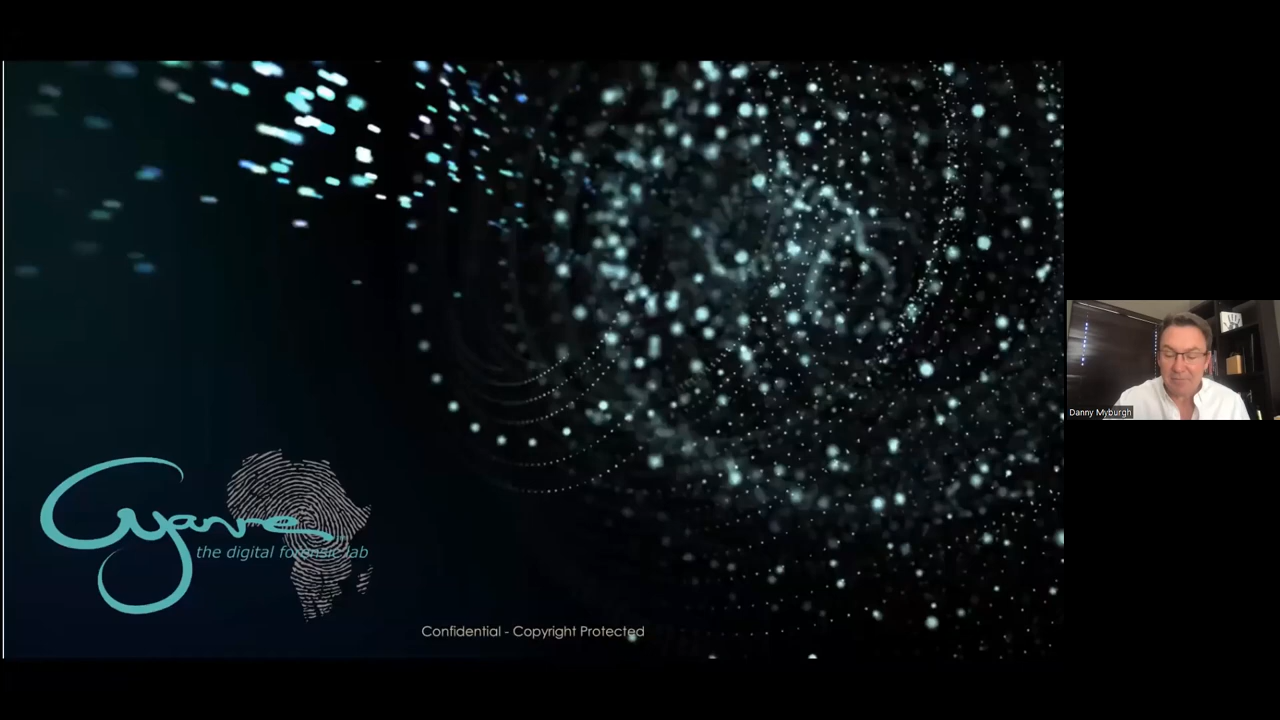 Cyanre
the digital forensic lab
Confidential - Copyright Protected
Danny Myburgh